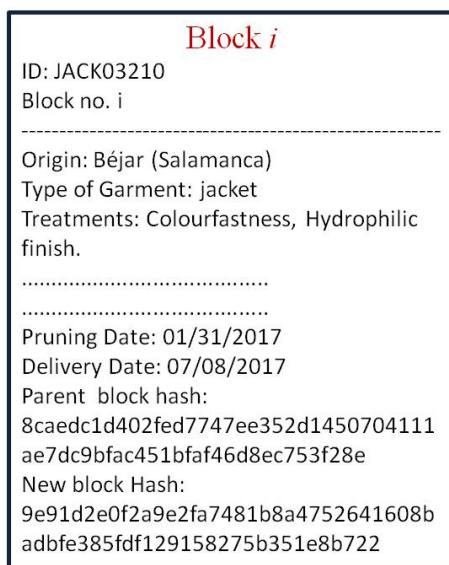 Block i
ID: JACK03210
Block no. i
--------------------------------------------------------
Origin: Béjar (Salamanca)
Type of Garment: jacket
Treatments: Colourfastness, Hydrophilic
finish.
..........................................
..........................................
Pruning Date: 01/31/2017
Delivery Date: 07/08/2017
Parent block hash:
8caedc1d402fed7747ee352d1450704111
ae7dc9bfac451bfaf46d8ec753f28e
New block Hash:
9e91d2e0f2a9e2fa7481b8a4752641608b
adbfe385fdf129158275b351e8b722